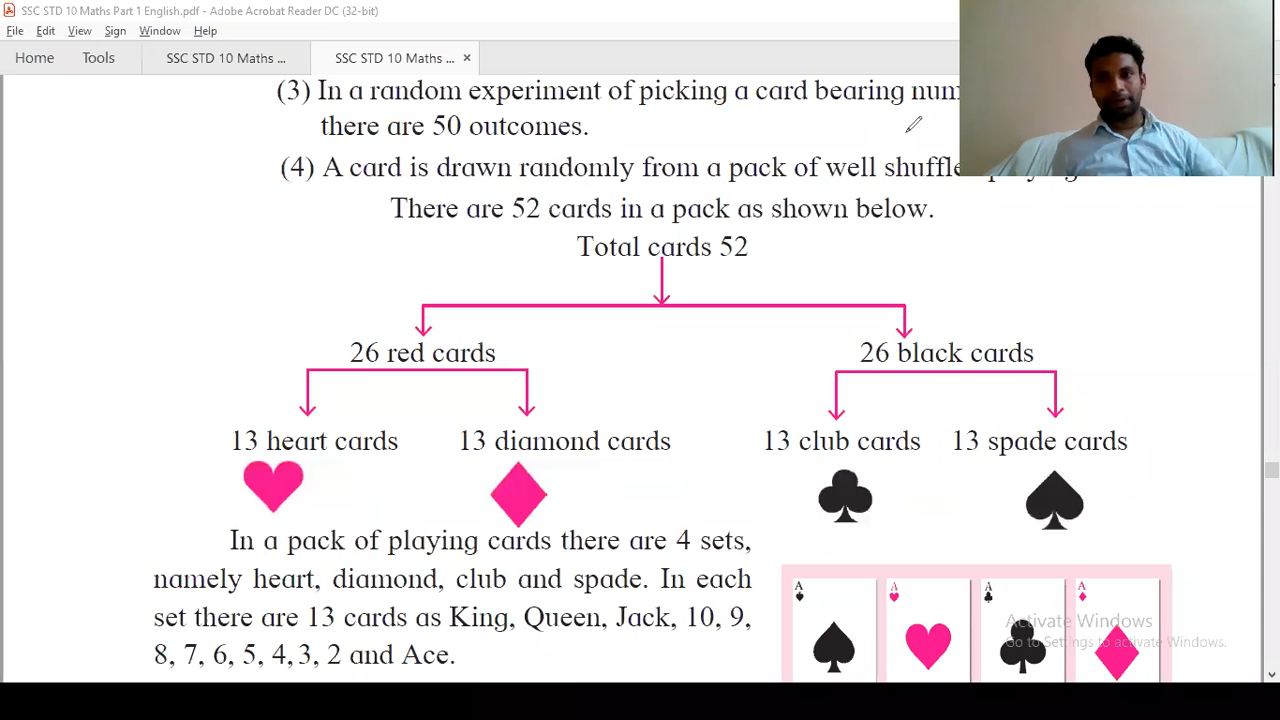 SSC STD 10 Maths Part 1 English.pdf - Adobe Acrobat Reader DC (32-bit)
File Edit View Sign Window Help
Home Tools SSC STD 10 Maths ... SSC STD 10 Maths ... ×
(3) In a random experiment of picking a card bearing
there are 50 outcomes.
(4) A card is drawn randomly from a pack of well
There are 52 cards in a pack as shown below.
Total cards 52
26 red cards 26 black cards
13 heart cards 13 diamond cards 13 club cards 13 spade cards
In a pack of playing cards there are 4 sets,
namely heart, diamond, club and spade. In each
set there are 13 cards as King, Queen, Jack, 10, 9,
8, 7, 6, 5, 4, 3, 2 and Ace.
A A A A
Activate Windows
Go to Settings to activate Windows.